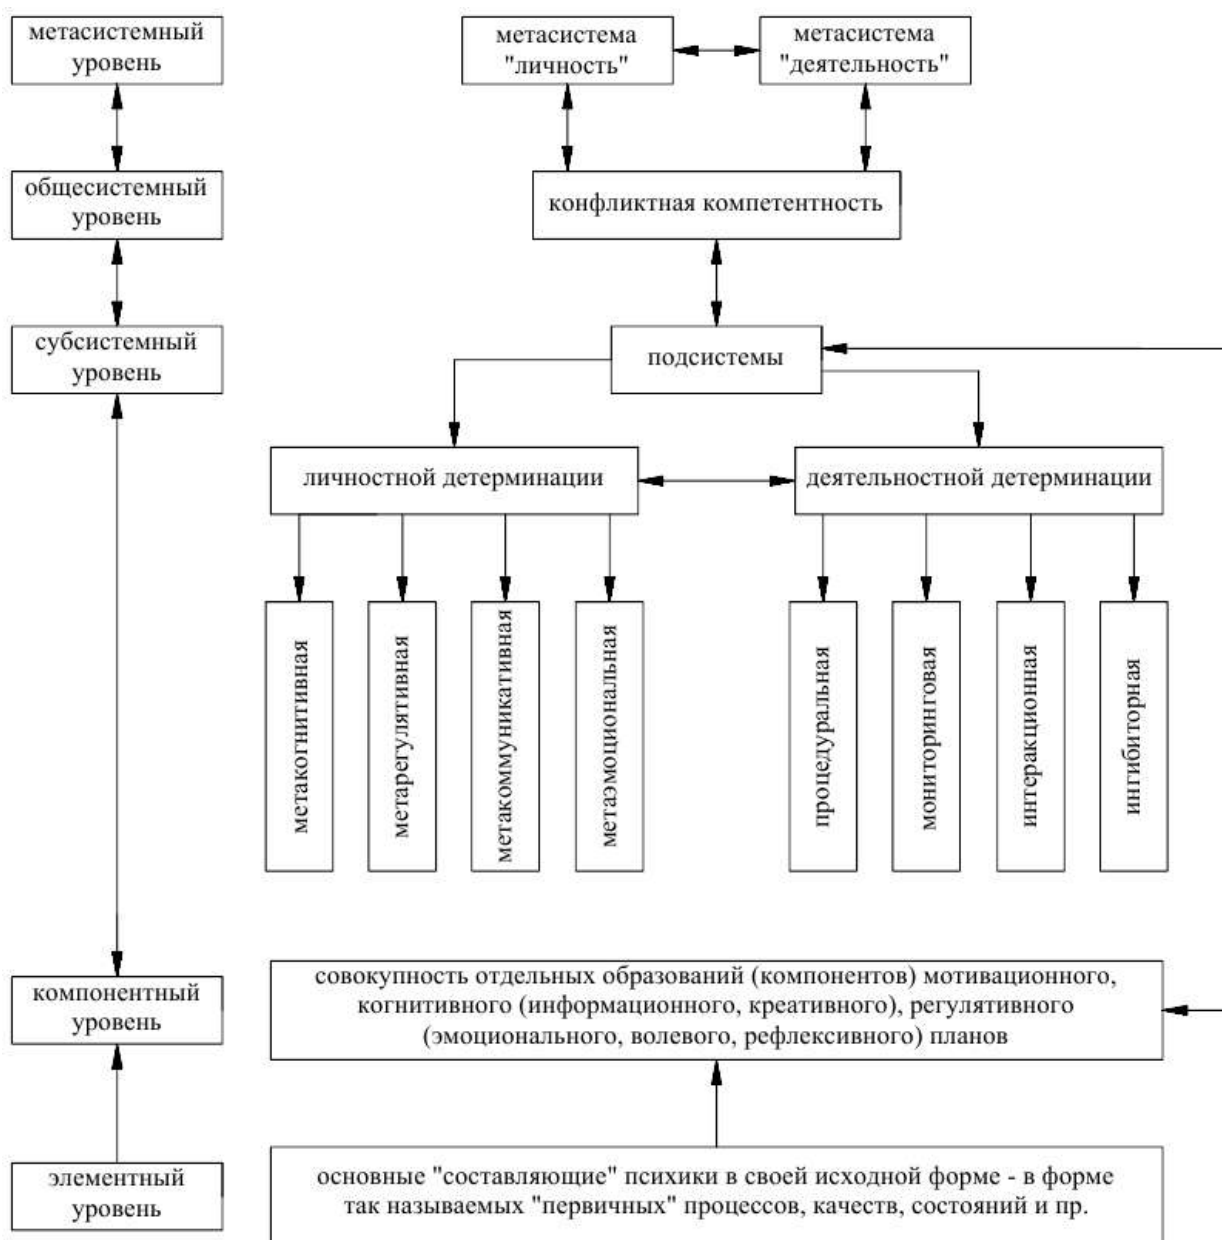 метасистемный
уровень
метасистема
"личность"
метасистема
"деятельность"
общесистемный
уровень
конфликтная компетентность
субсистемный
уровень
подсистемы
личностной детерминации
деятельностной детерминации
метакогнитивная
метарегулятивная
метакоммуникативная
метаэмоциональная
процедуральная
мониторинговая
интеракционная
ингибиторная
компонентный
уровень
совокупность отдельных образований (компонентов) мотивационного,
когнитивного (информационного, креативного), регулятивного
(эмоционального, волевого, рефлексивного) планов
элементный
уровень
основные "составляющие" психики в своей исходной форме - в форме
так называемых "первичных" процессов, качеств, состояний и пр.